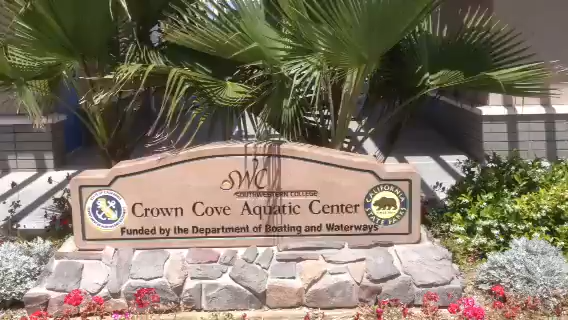 SWC
SOUTHWESTERN COLLEGE
Crown Cove Aquatic Center
Funded by the Department of Boating and Waterways
CALIFORNIA
STATE PARKS